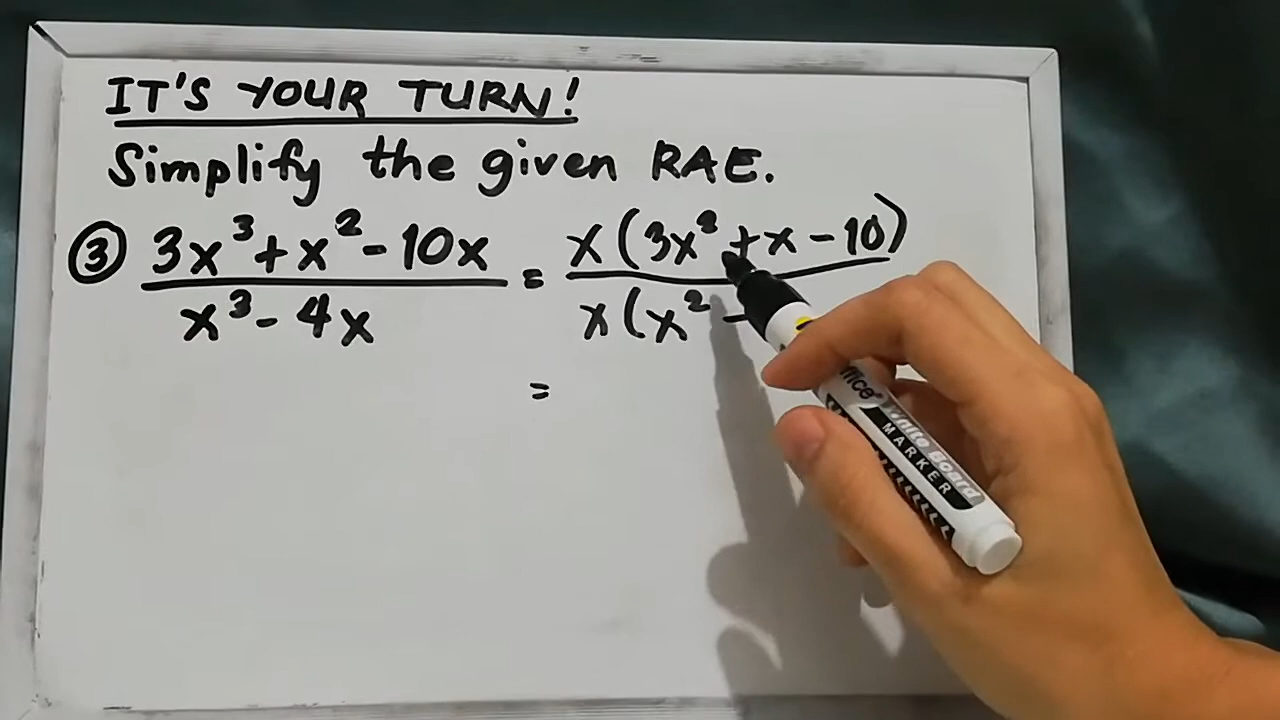 IT'S YOUR TURN!
Simplify the given RAE.
③ 3x³+x²-10x / x³-4x = x(3x²+x-10) / x(x²-
=
Office® White Board
MARKER